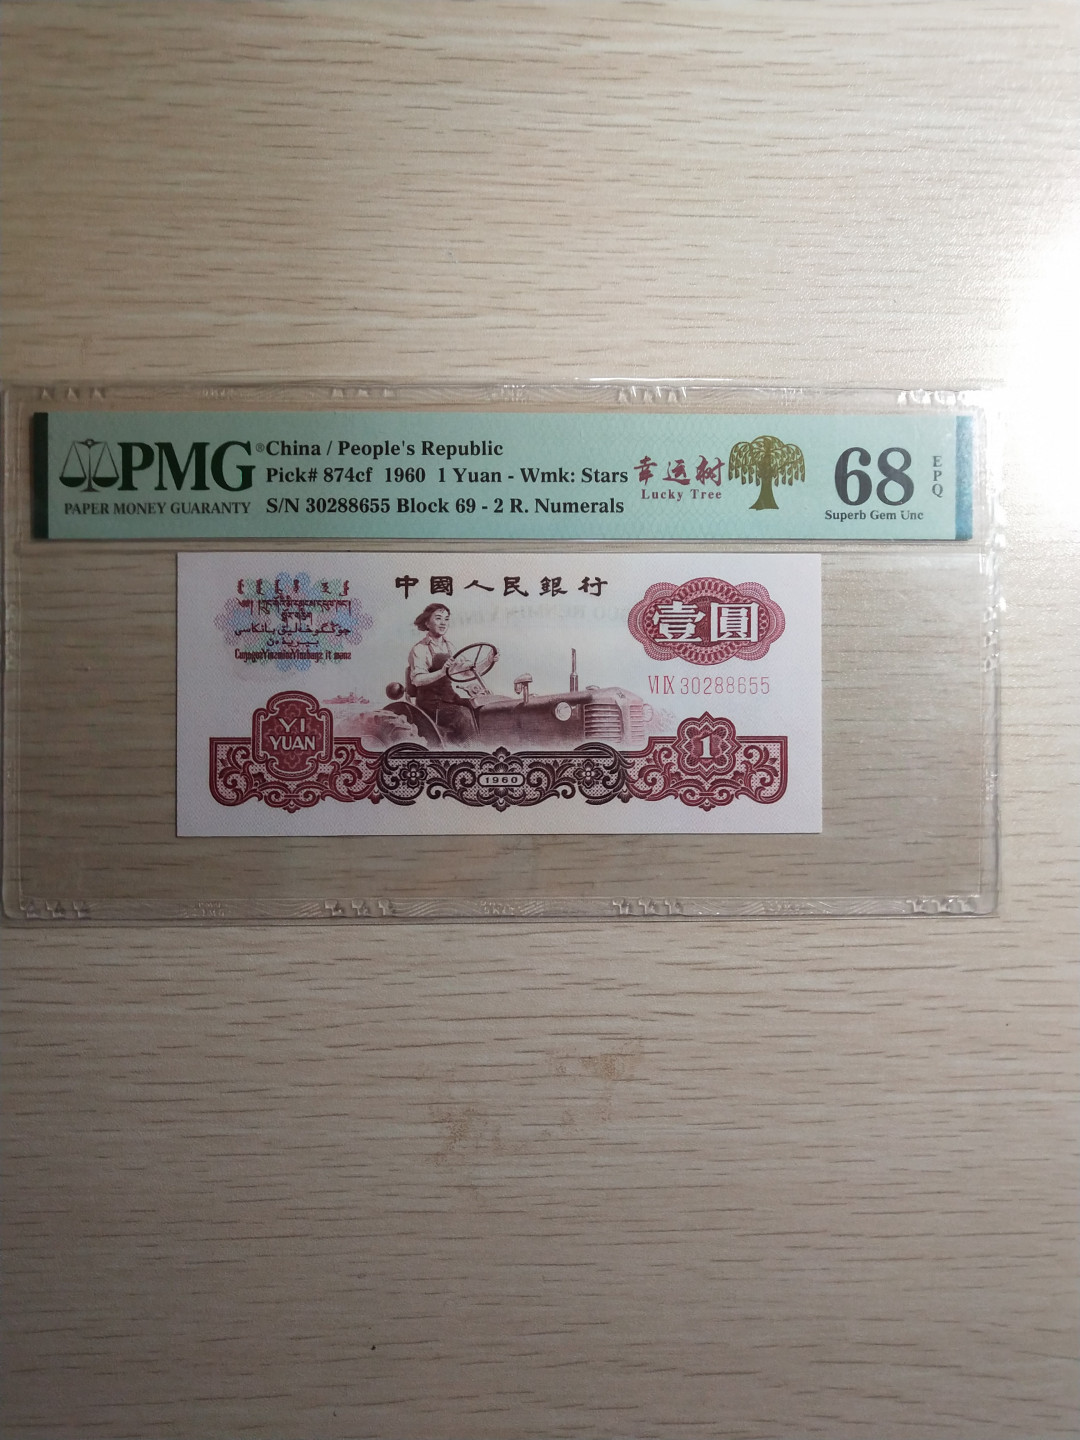 PMG®
PAPER MONEY GUARANTY
China / People's Republic
Pick# 874cf 1960 1 Yuan - Wmk: Stars
S/N 30288655 Block 69 - 2 R. Numerals
幸运树
Lucky Tree
68
EPQ
Superb Gem Unc
中國人民銀行
壹圓
ⅥⅨ 30288655
YI
YUAN
1960
1